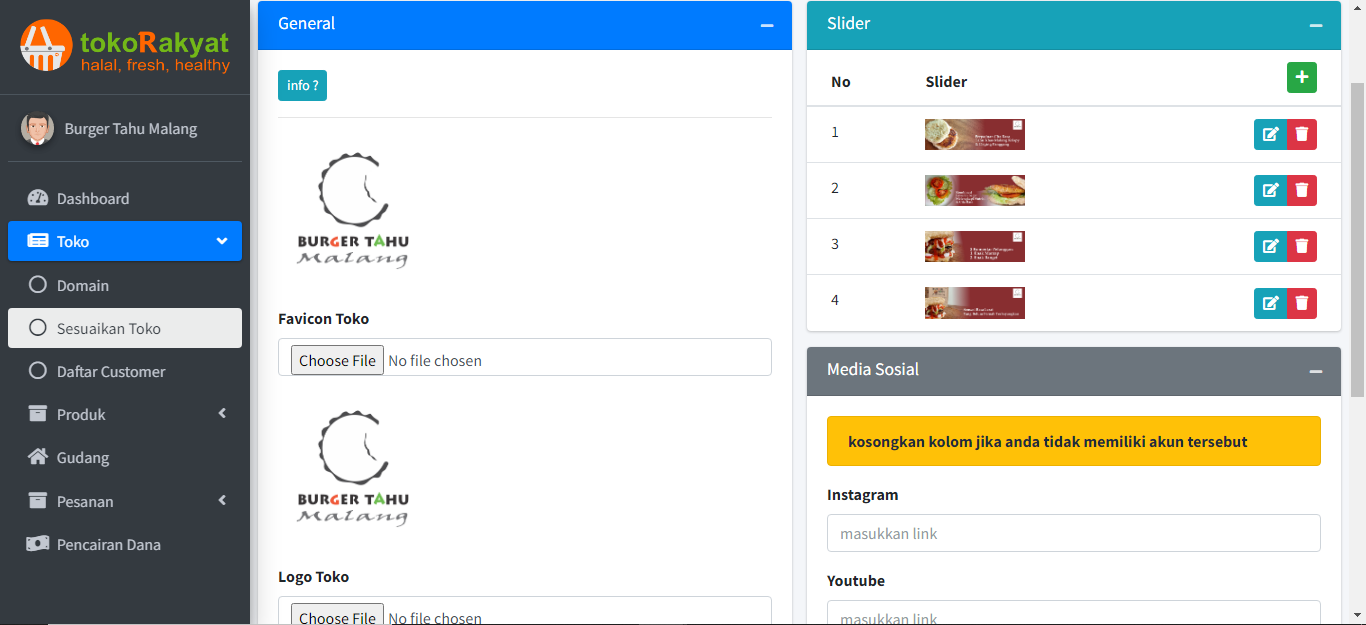 tokoRakyat
halal, fresh, healthy
Burger Tahu Malang
Dashboard
Toko
Domain
Sesuaikan Toko
Daftar Customer
Produk
Gudang
Pesanan
Pencairan Dana
General
info ?
BURGER TAHU
Malang
Favicon Toko
Choose File No file chosen
BURGER TAHU
Malang
Logo Toko
Choose File No file chosen
Slider
No Slider
1
2
3
4
Media Sosial
kosongkan kolom jika anda tidak memiliki akun tersebut
Instagram
masukkan link
Youtube
masukkan link